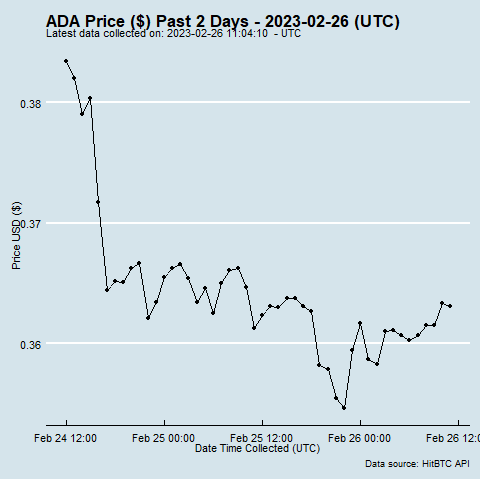 ADA Price ($) Past 2 Days - 2023-02-26 (UTC)
Latest data collected on: 2023-02-26 11:04:10 - UTC
0.38
0.37
0.36
Price USD ($)
Feb 24 12:00 Feb 25 00:00 Feb 25 12:00 Feb 26 00:00 Feb 26 12:0
Date Time Collected (UTC)
Data source: HitBTC API